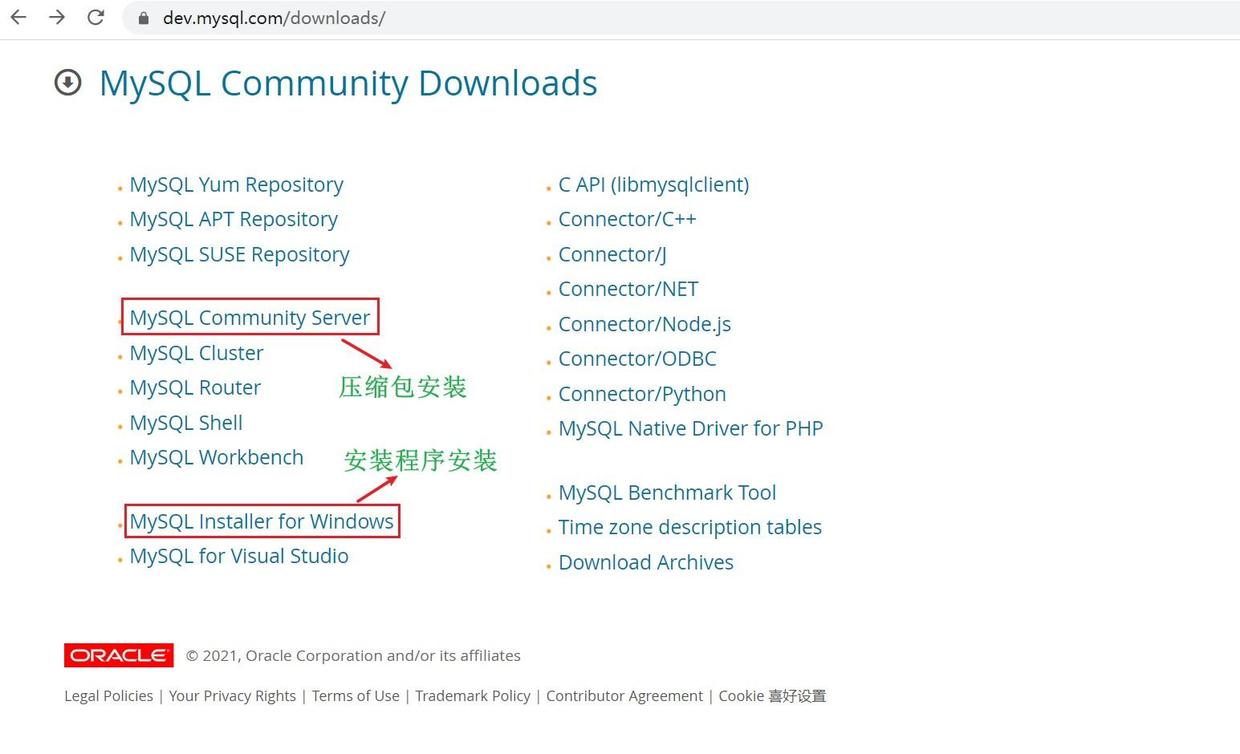 dev.mysql.com/downloads/
MySQL Community Downloads
MySQL Yum Repository
MySQL APT Repository
MySQL SUSE Repository
MySQL Community Server
MySQL Cluster
压缩包安装
MySQL Router
MySQL Shell
MySQL Workbench
安装程序安装
MySQL Installer for Windows
MySQL for Visual Studio
C API (libmysqlclient)
Connector/C++
Connector/J
Connector/NET
Connector/Node.js
Connector/ODBC
Connector/Python
MySQL Native Driver for PHP
MySQL Benchmark Tool
Time zone description tables
Download Archives
ORACLE © 2021, Oracle Corporation and/or its affiliates
Legal Policies | Your Privacy Rights | Terms of Use | Trademark Policy | Contributor Agreement | Cookie 喜好设置